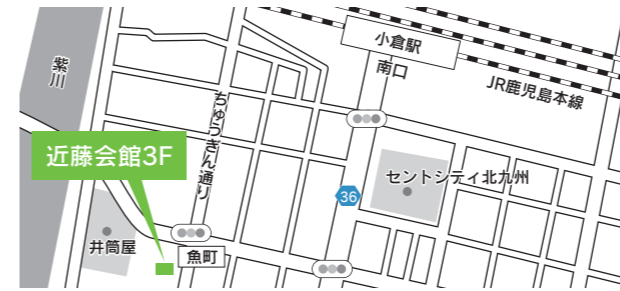 小倉駅
南口
JR鹿児島本線
紫川
ちゅうぎん通り
近藤会館3F
セントシティ北九州
36
井筒屋
魚町